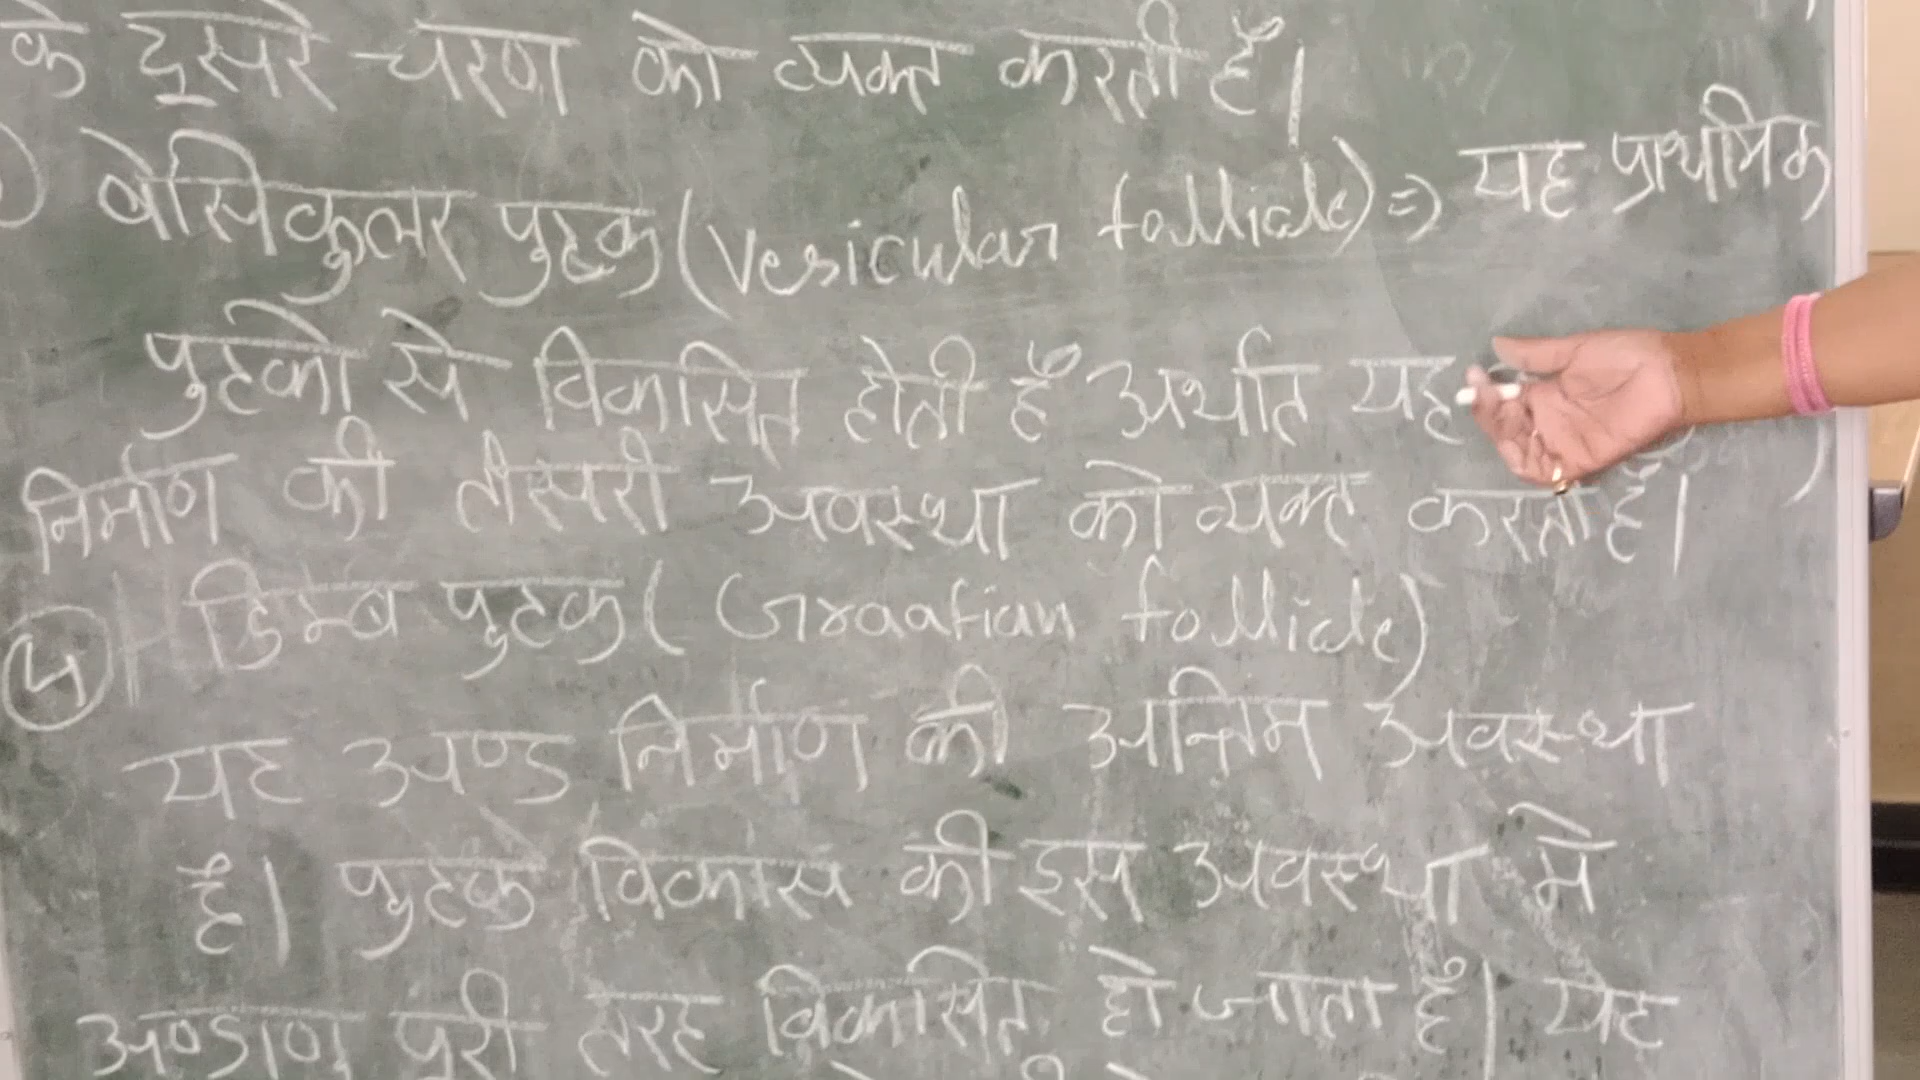 के दूसरे चरण को व्यक्त करती हैं।
वेसिकुलर पुटक (Vesicular follicle) => यह प्राथमिक
पुटको से विकसित होती हैं अर्थात यह
निर्माण की तीसरी अवस्था को व्यक्त करता हैं।
④ डिम्ब पुटक (Graafian follicle)
यह अण्ड निर्माण की अन्तिम अवस्था
हैं। पुटक विकास की इस अवस्था में
अण्डाणु पूरी तरह विकसित हो जाता हैं। यह